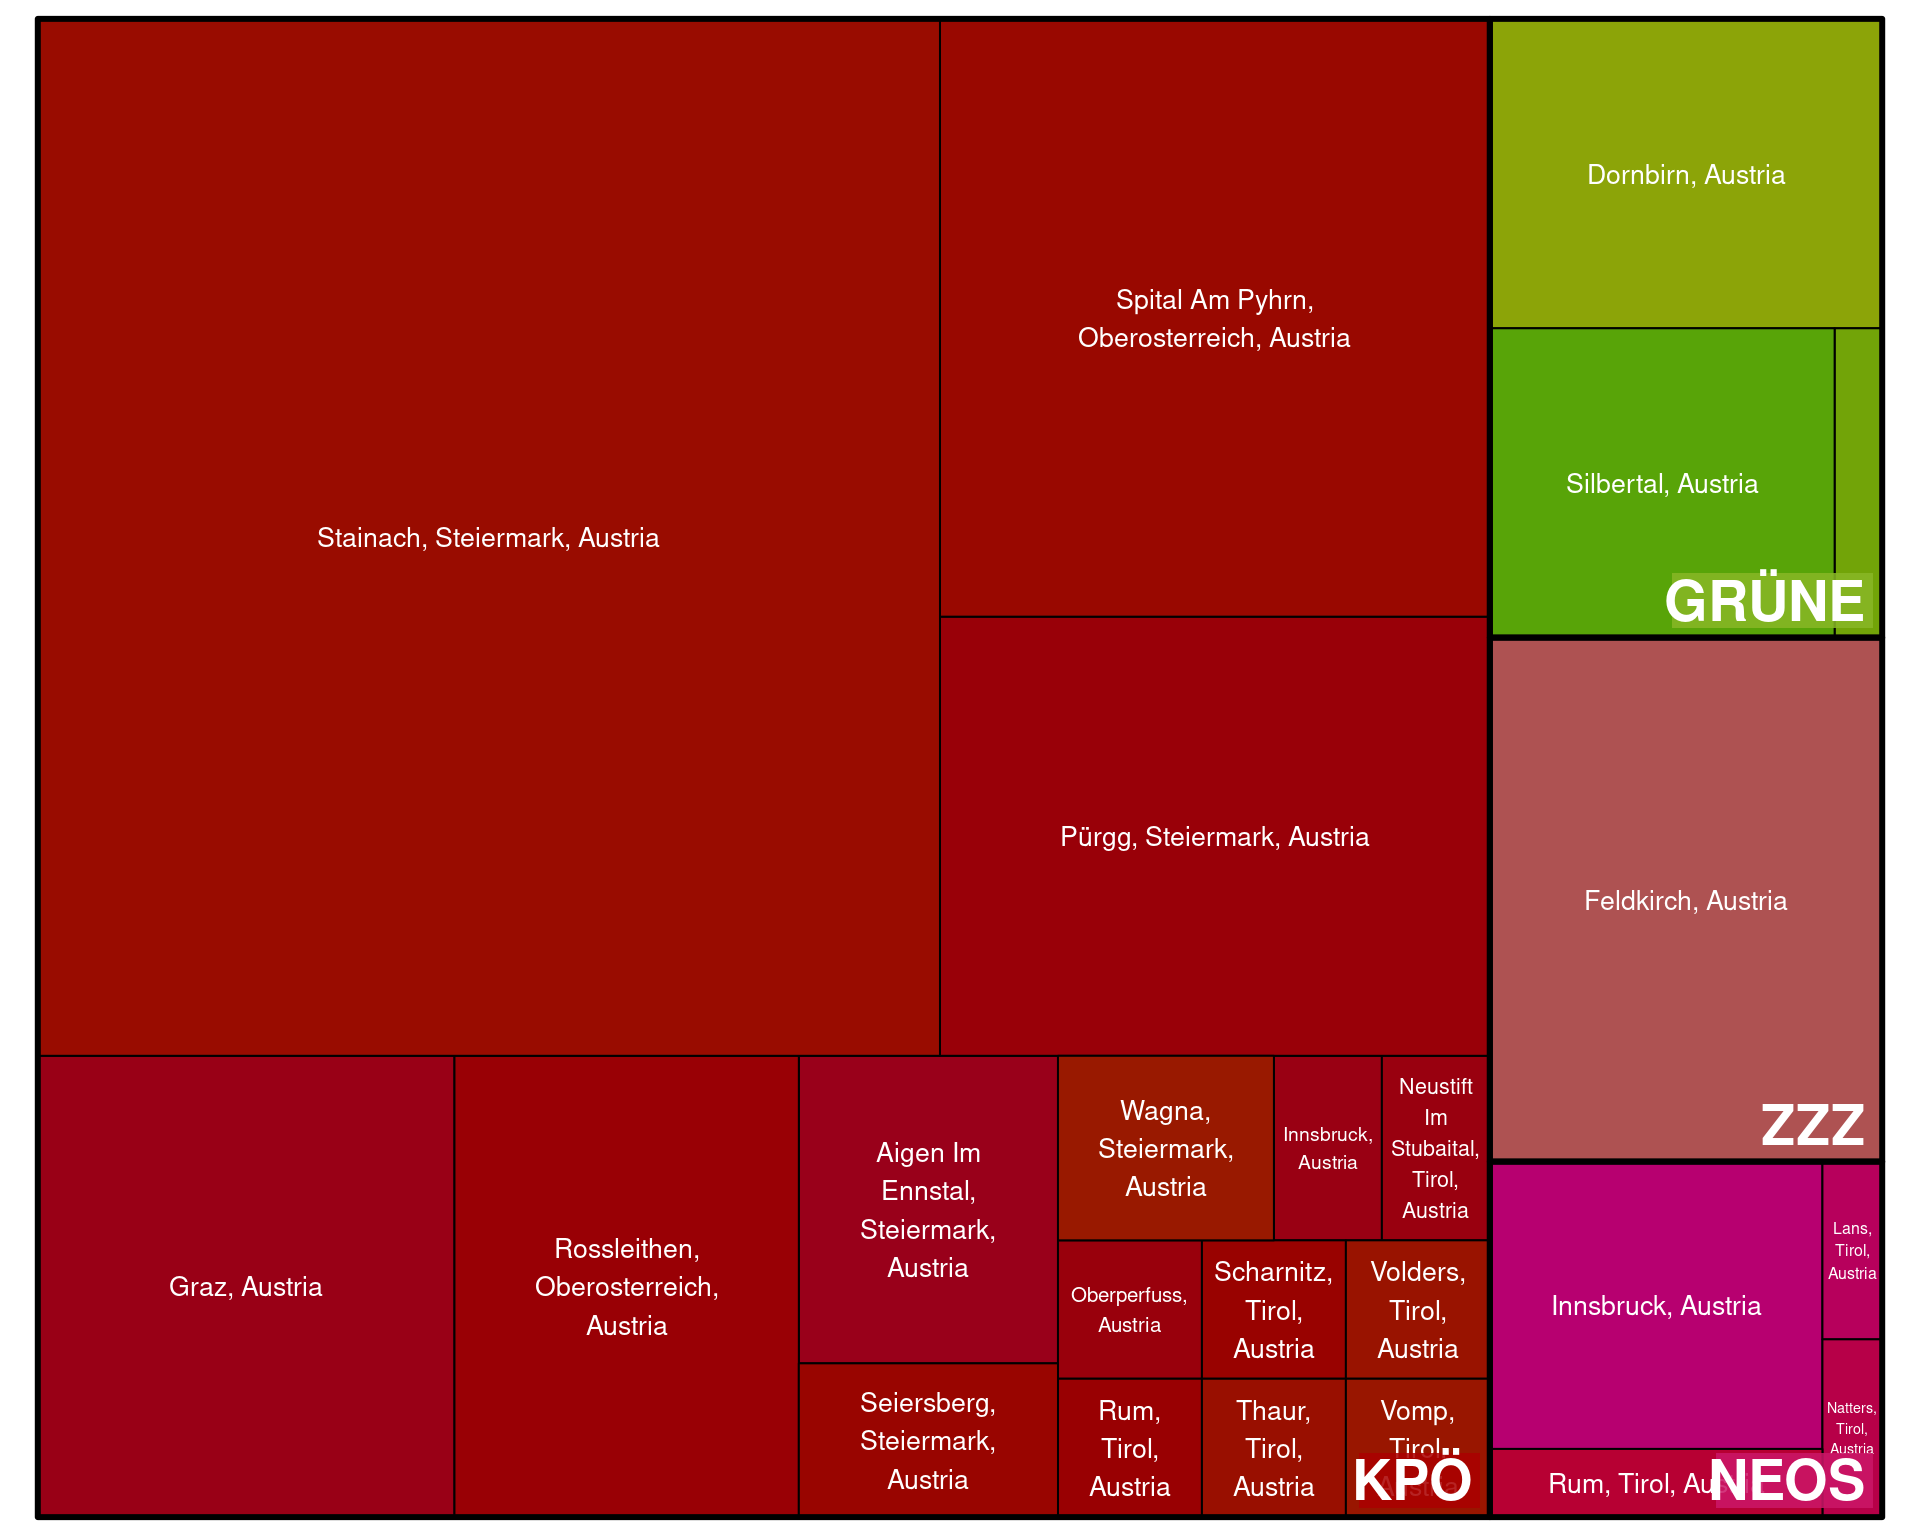 Stainach, Steiermark, Austria
Spital Am Pyhrn,
Oberosterreich, Austria
Pürgg, Steiermark, Austria
Graz, Austria
Rossleithen,
Oberosterreich,
Austria
Aigen Im
Ennstal,
Steiermark,
Austria
Seiersberg,
Steiermark,
Austria
Wagna,
Steiermark,
Austria
Innsbruck,
Austria
Neustift
Im
Stubaital,
Tirol,
Austria
Oberperfuss,
Austria
Scharnitz,
Tirol,
Austria
Volders,
Tirol,
Austria
Rum,
Tirol,
Austria
Thaur,
Tirol,
Austria
Vomp,
Tirol,
KPÖ
Dornbirn, Austria
Silbertal, Austria
GRÜNE
Feldkirch, Austria
ZZZ
Innsbruck, Austria
Lans,
Tirol,
Austria
Natters,
Tirol,
Austria
Rum, Tirol,
NEOS